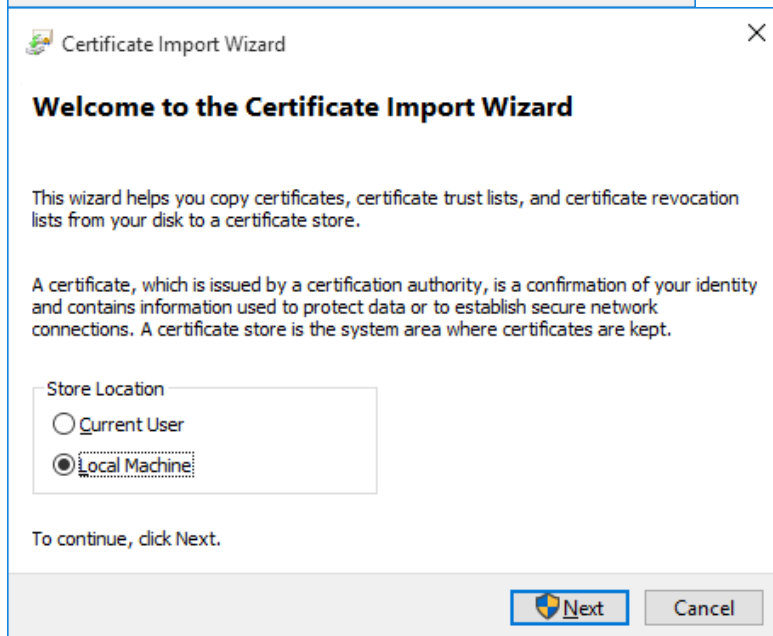 Certificate Import Wizard
Welcome to the Certificate Import Wizard
This wizard helps you copy certificates, certificate trust lists, and certificate revocation
lists from your disk to a certificate store.
A certificate, which is issued by a certification authority, is a confirmation of your identity
and contains information used to protect data or to establish secure network
connections. A certificate store is the system area where certificates are kept.
Store Location
Current User
Local Machine
To continue, click Next.
Next
Cancel